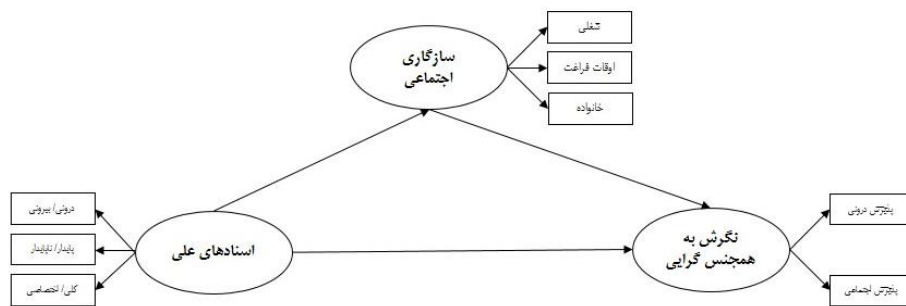 شغلی
سازگاری
اجتماعی
اوقات فراغت
خانواده
درونی/ بیرونی
پایدار/ ناپایدار
کلی/ اختصاصی
اسنادهای علی
نگرش به
همجنس گرایی
پذیرش درونی
پذیرش اجتماعی